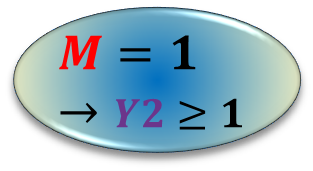 M = 1
→ Y2 ≥ 1